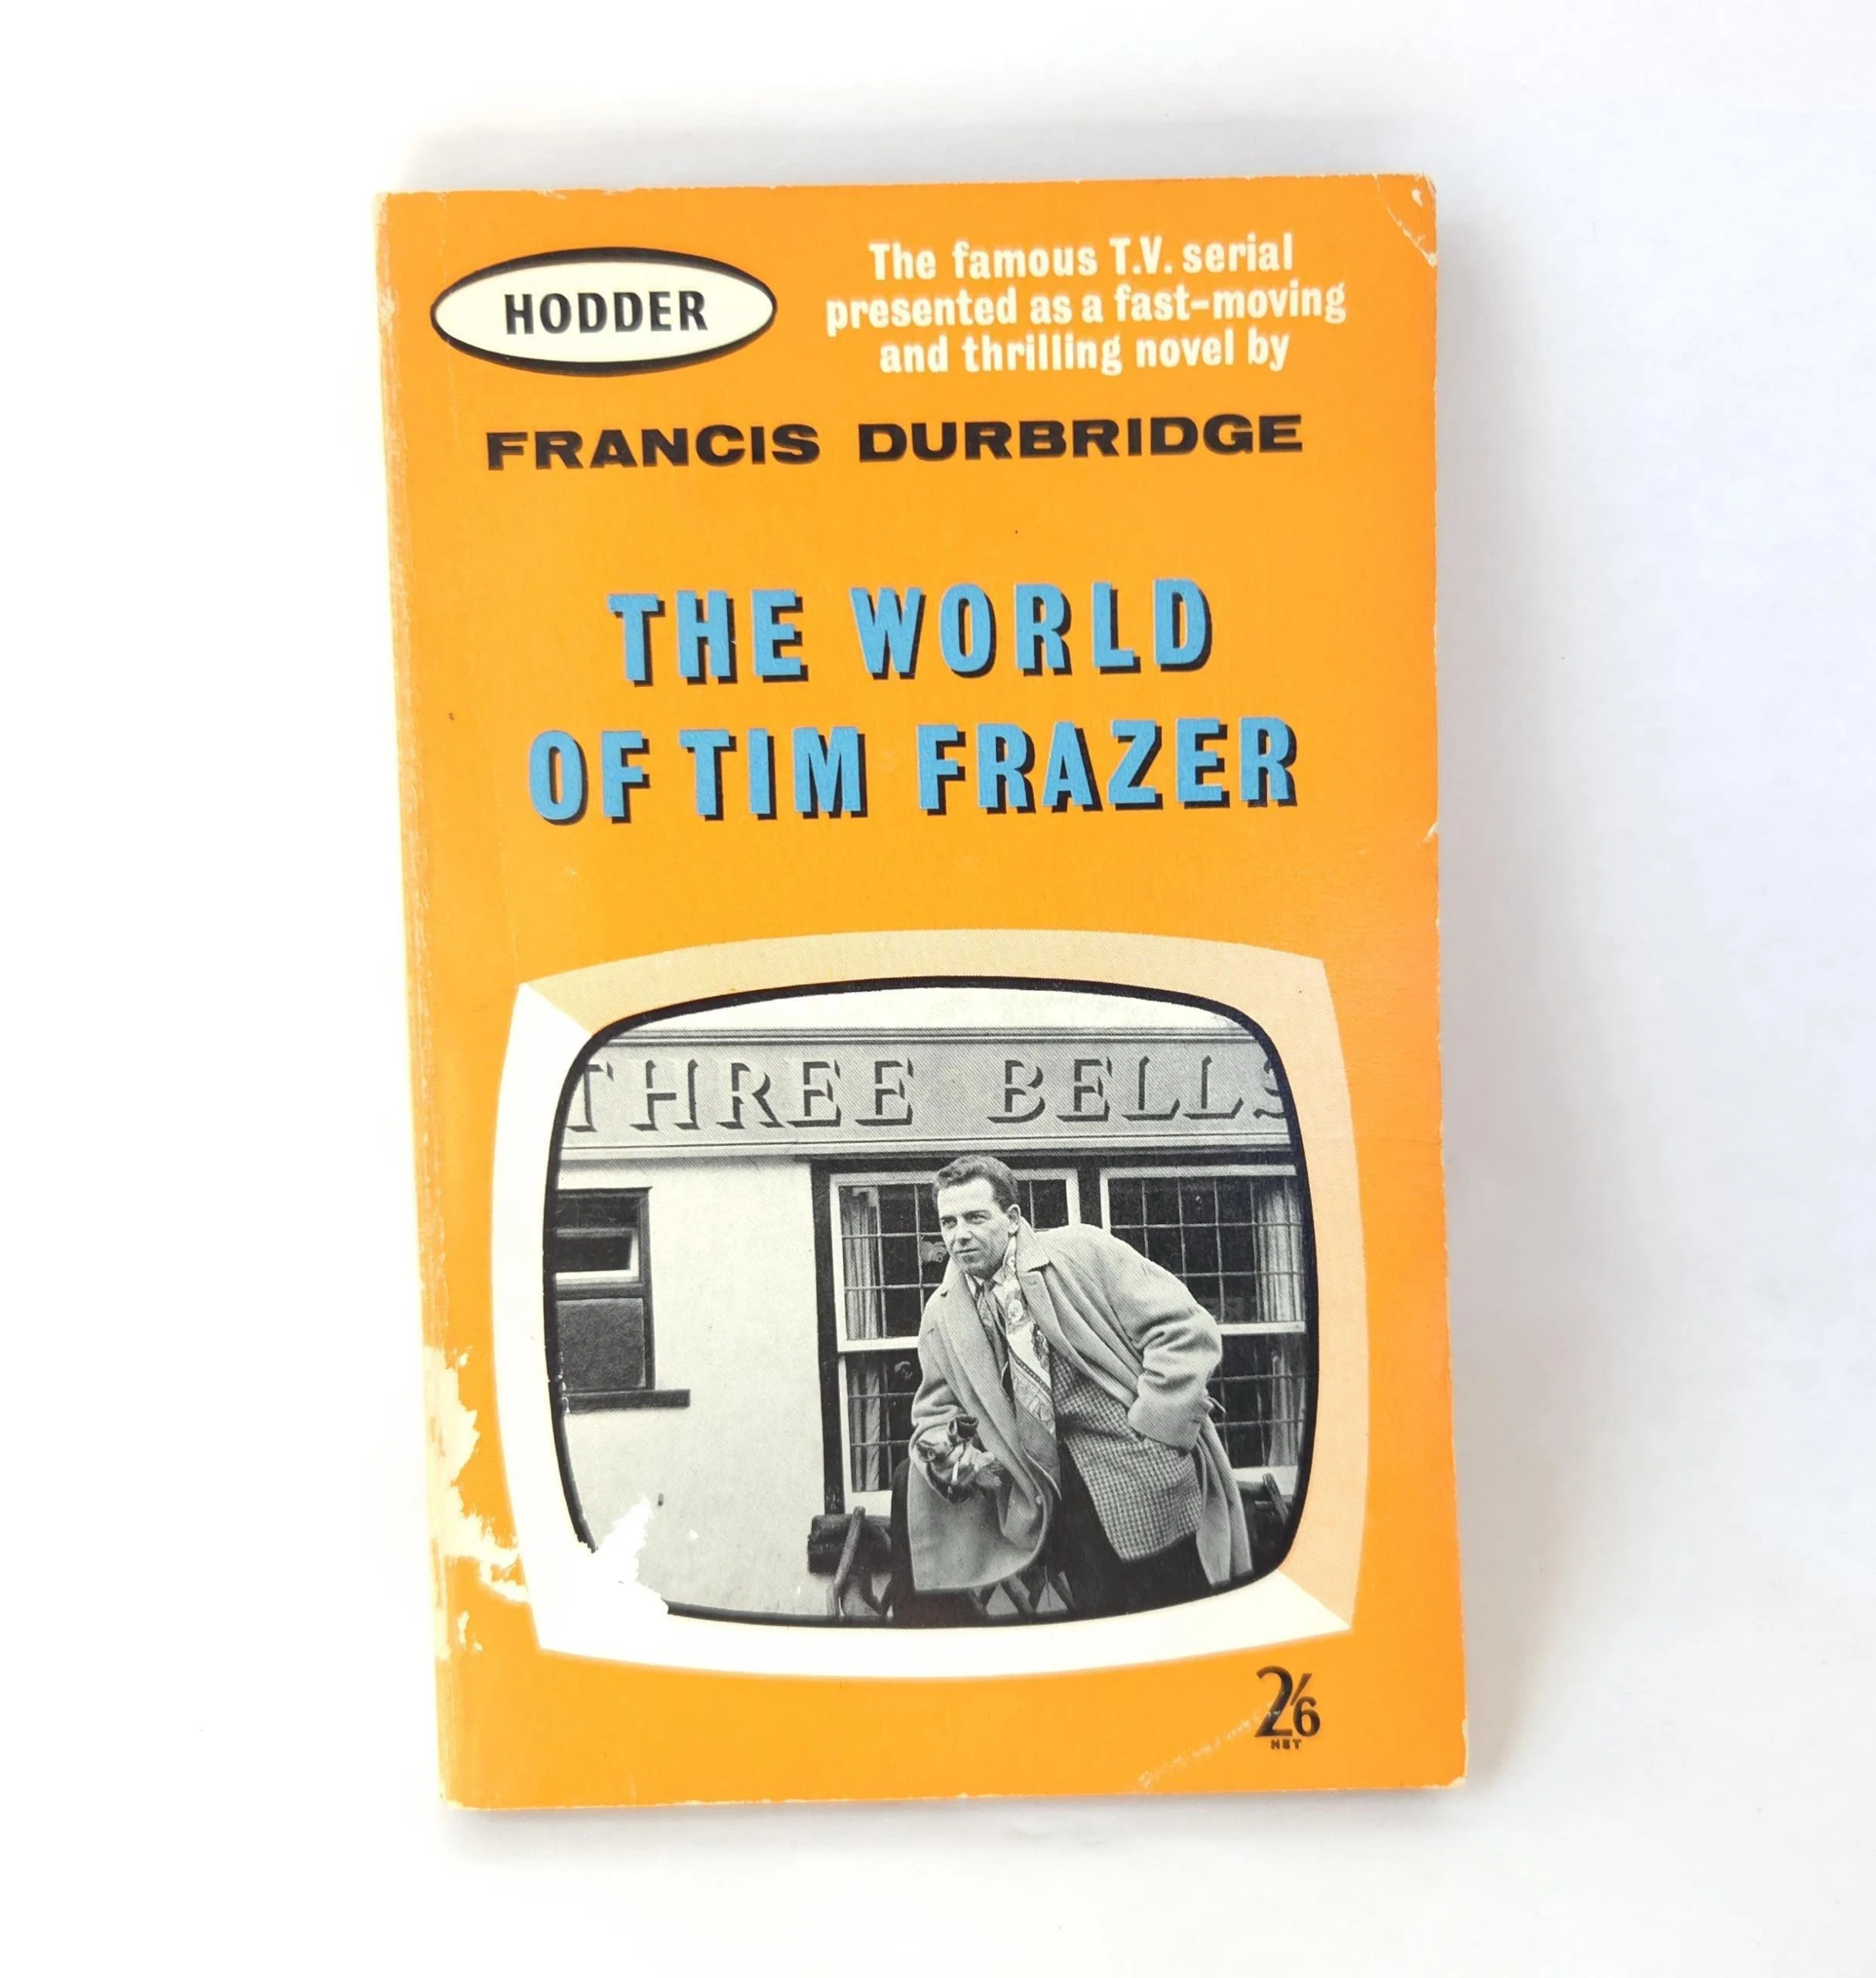 HODDER
The famous T.V. serial
presented as a fast-moving
and thrilling novel by
FRANCIS DURBRIDGE
THE WORLD
OF TIM FRAZER
THREE BELLS
2/6
NET